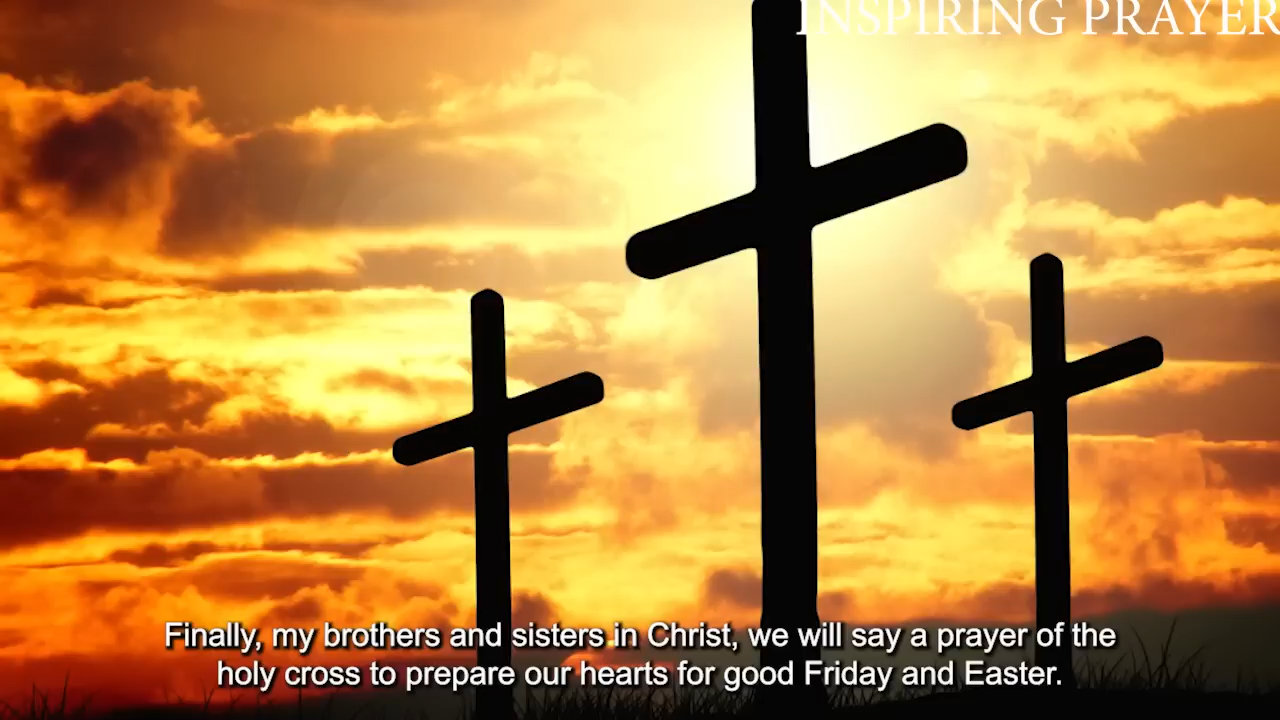 INSPIRING PRAYER
Finally, my brothers and sisters in Christ, we will say a prayer of the
holy cross to prepare our hearts for good Friday and Easter.